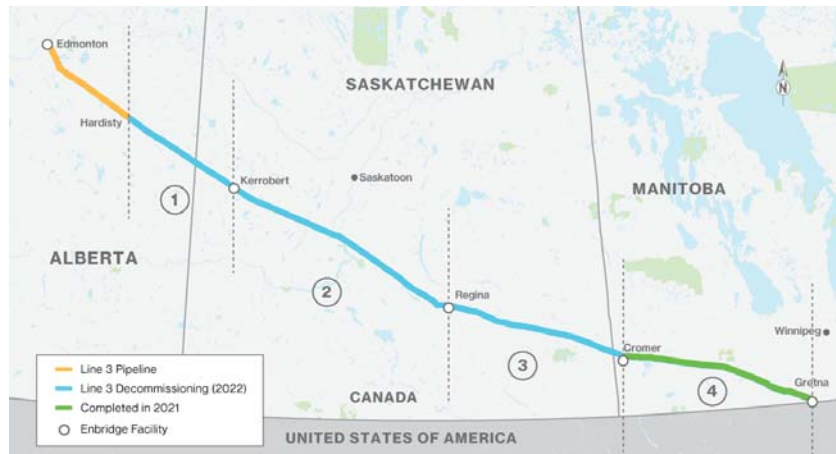 Edmonton
SASKATCHEWAN
N
Hardisty
Kerrobert
Saskatoon
1
MANITOBA
ALBERTA
2
Regina
Winnipeg
3
Cromer
4
Gretna
Line 3 Pipeline
Line 3 Decommissioning (2022)
Completed in 2021
Enbridge Facility
CANADA
UNITED STATES OF AMERICA